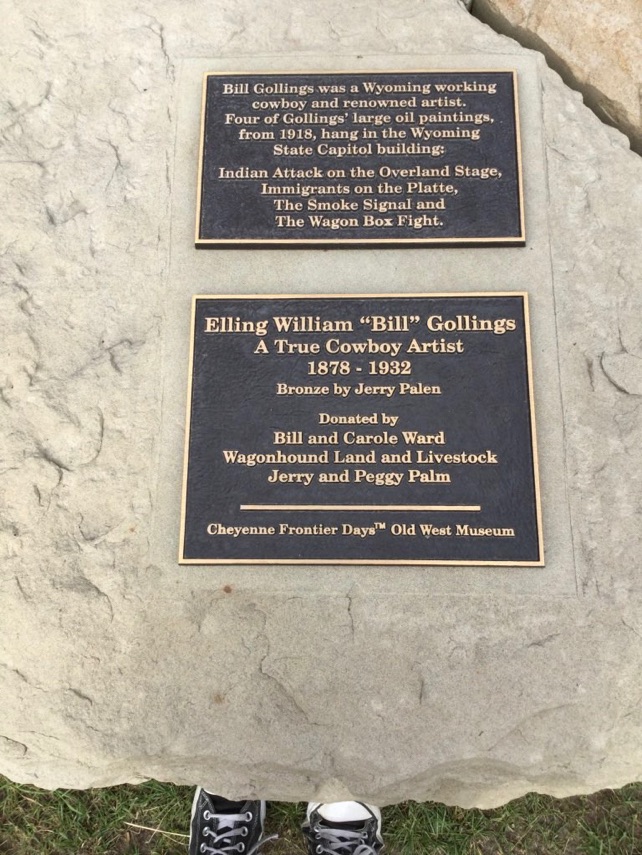 Bill Gollings was a Wyoming working
cowboy and renowned artist.
Four of Gollings' large oil paintings,
from 1918, hang in the Wyoming
State Capitol building:
Indian Attack on the Overland Stage,
Immigrants on the Platte,
The Smoke Signal and
The Wagon Box Fight.
Elling William “Bill” Gollings
A True Cowboy Artist
1878 - 1932
Bronze by Jerry Palen
Donated by
Bill and Carole Ward
Wagonhound Land and Livestock
Jerry and Peggy Palm
Cheyenne Frontier Days™ Old West Museum